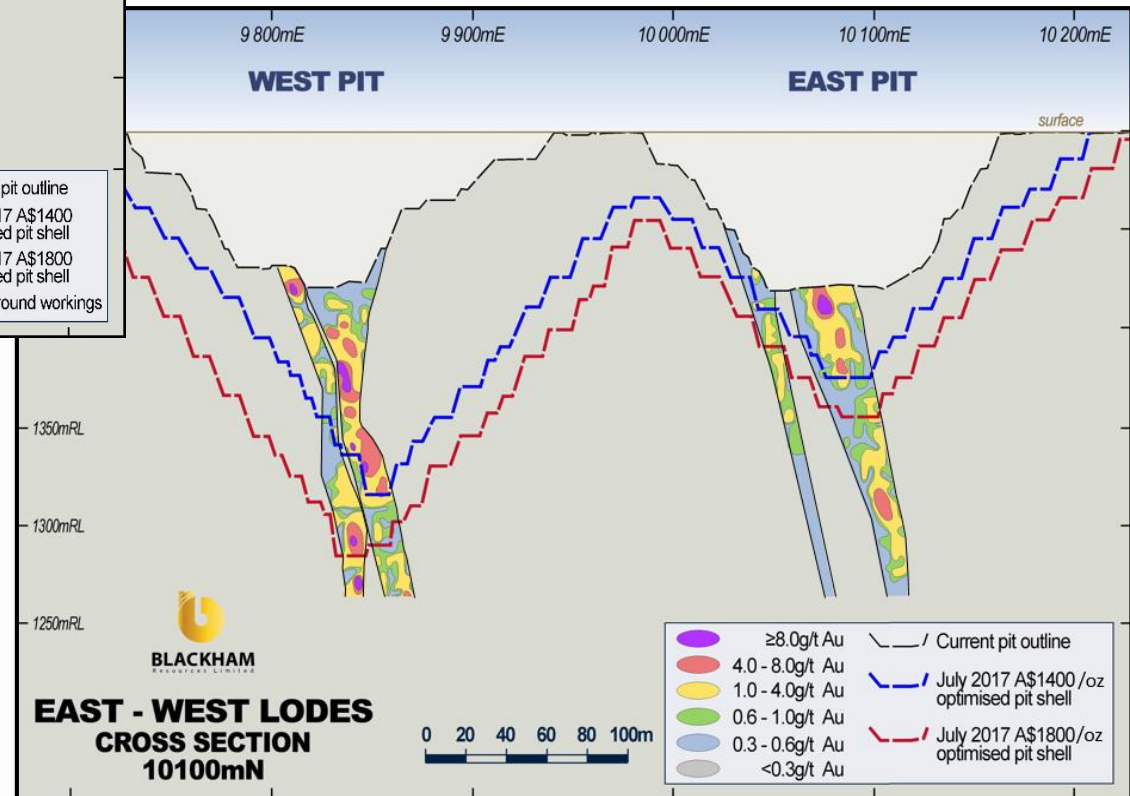 9 800mE
9 900mE
10 000mE
10 100mE
10 200mE
WEST PIT
EAST PIT
surface
pit outline
17 A$1400
ed pit shell
17 A$1800
ed pit shell
round workings
1350mRL
1300mRL
1250mRL
BLACKHAM
Resources Limited
EAST - WEST LODES
CROSS SECTION
10100mN
0 20 40 60 80 100m
≥8.0g/t Au
4.0 - 8.0g/t Au
1.0 - 4.0g/t Au
0.6 - 1.0g/t Au
0.3 - 0.6g/t Au
<0.3g/t Au
Current pit outline
July 2017 A$1400/oz
optimised pit shell
July 2017 A$1800/oz
optimised pit shell